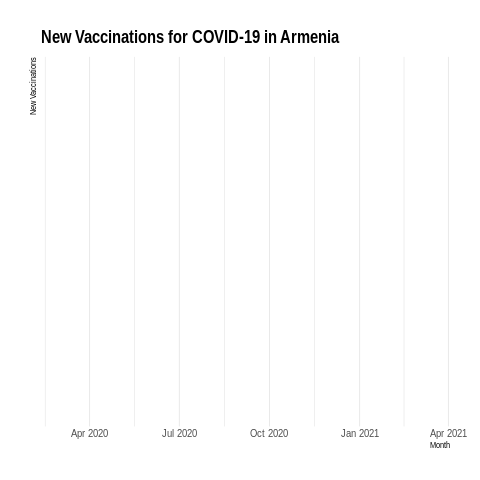 New Vaccinations for COVID-19 in Armenia
New Vaccinations
Apr 2020 Jul 2020 Oct 2020 Jan 2021 Apr 2021
Month